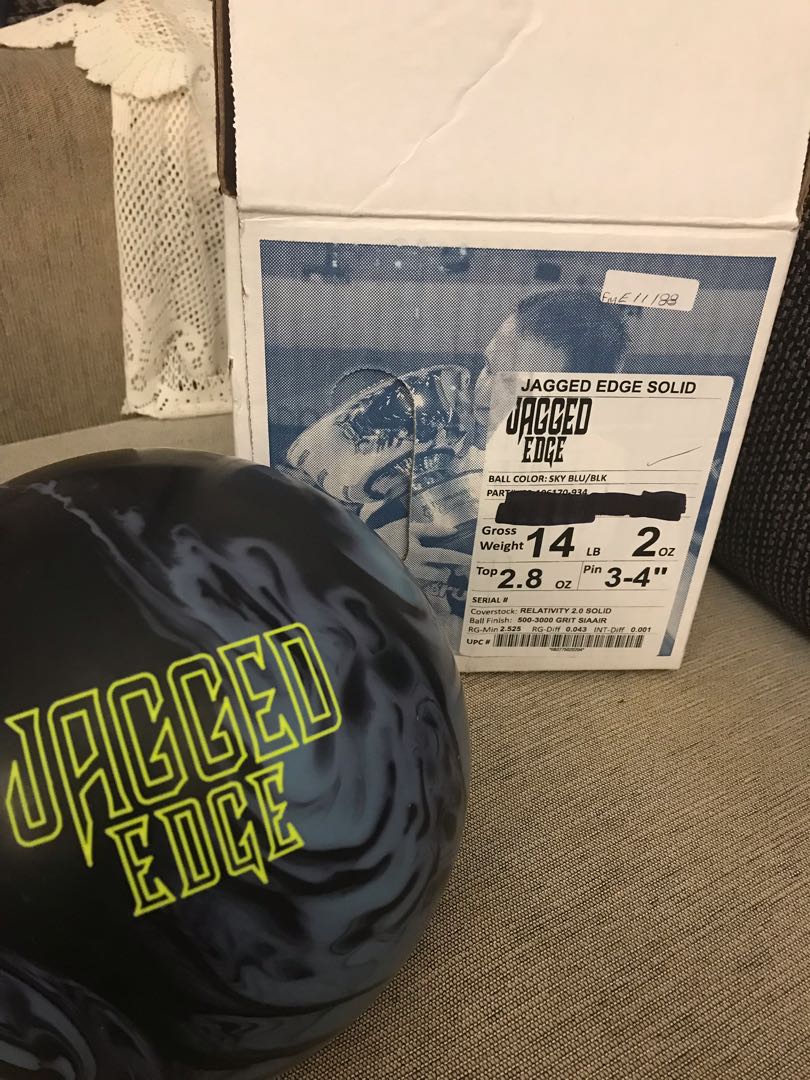 JAGGED EDGE SOLID
JAGGED
EDGE
BALL COLOR: SKY BLU/BLK
PART#
Gross
Weight 14 LB 2 OZ
Top 2.8 OZ Pin 3-4"
SERIAL #
Coverstock: RELATIVITY 2.0 SOLID
Ball Finish: 500-3000 GRIT SIAAIR
RG-Min 2.525 RG-Diff 0.043 INT-Diff 0.001
UPC #
JAGGED
EDGE